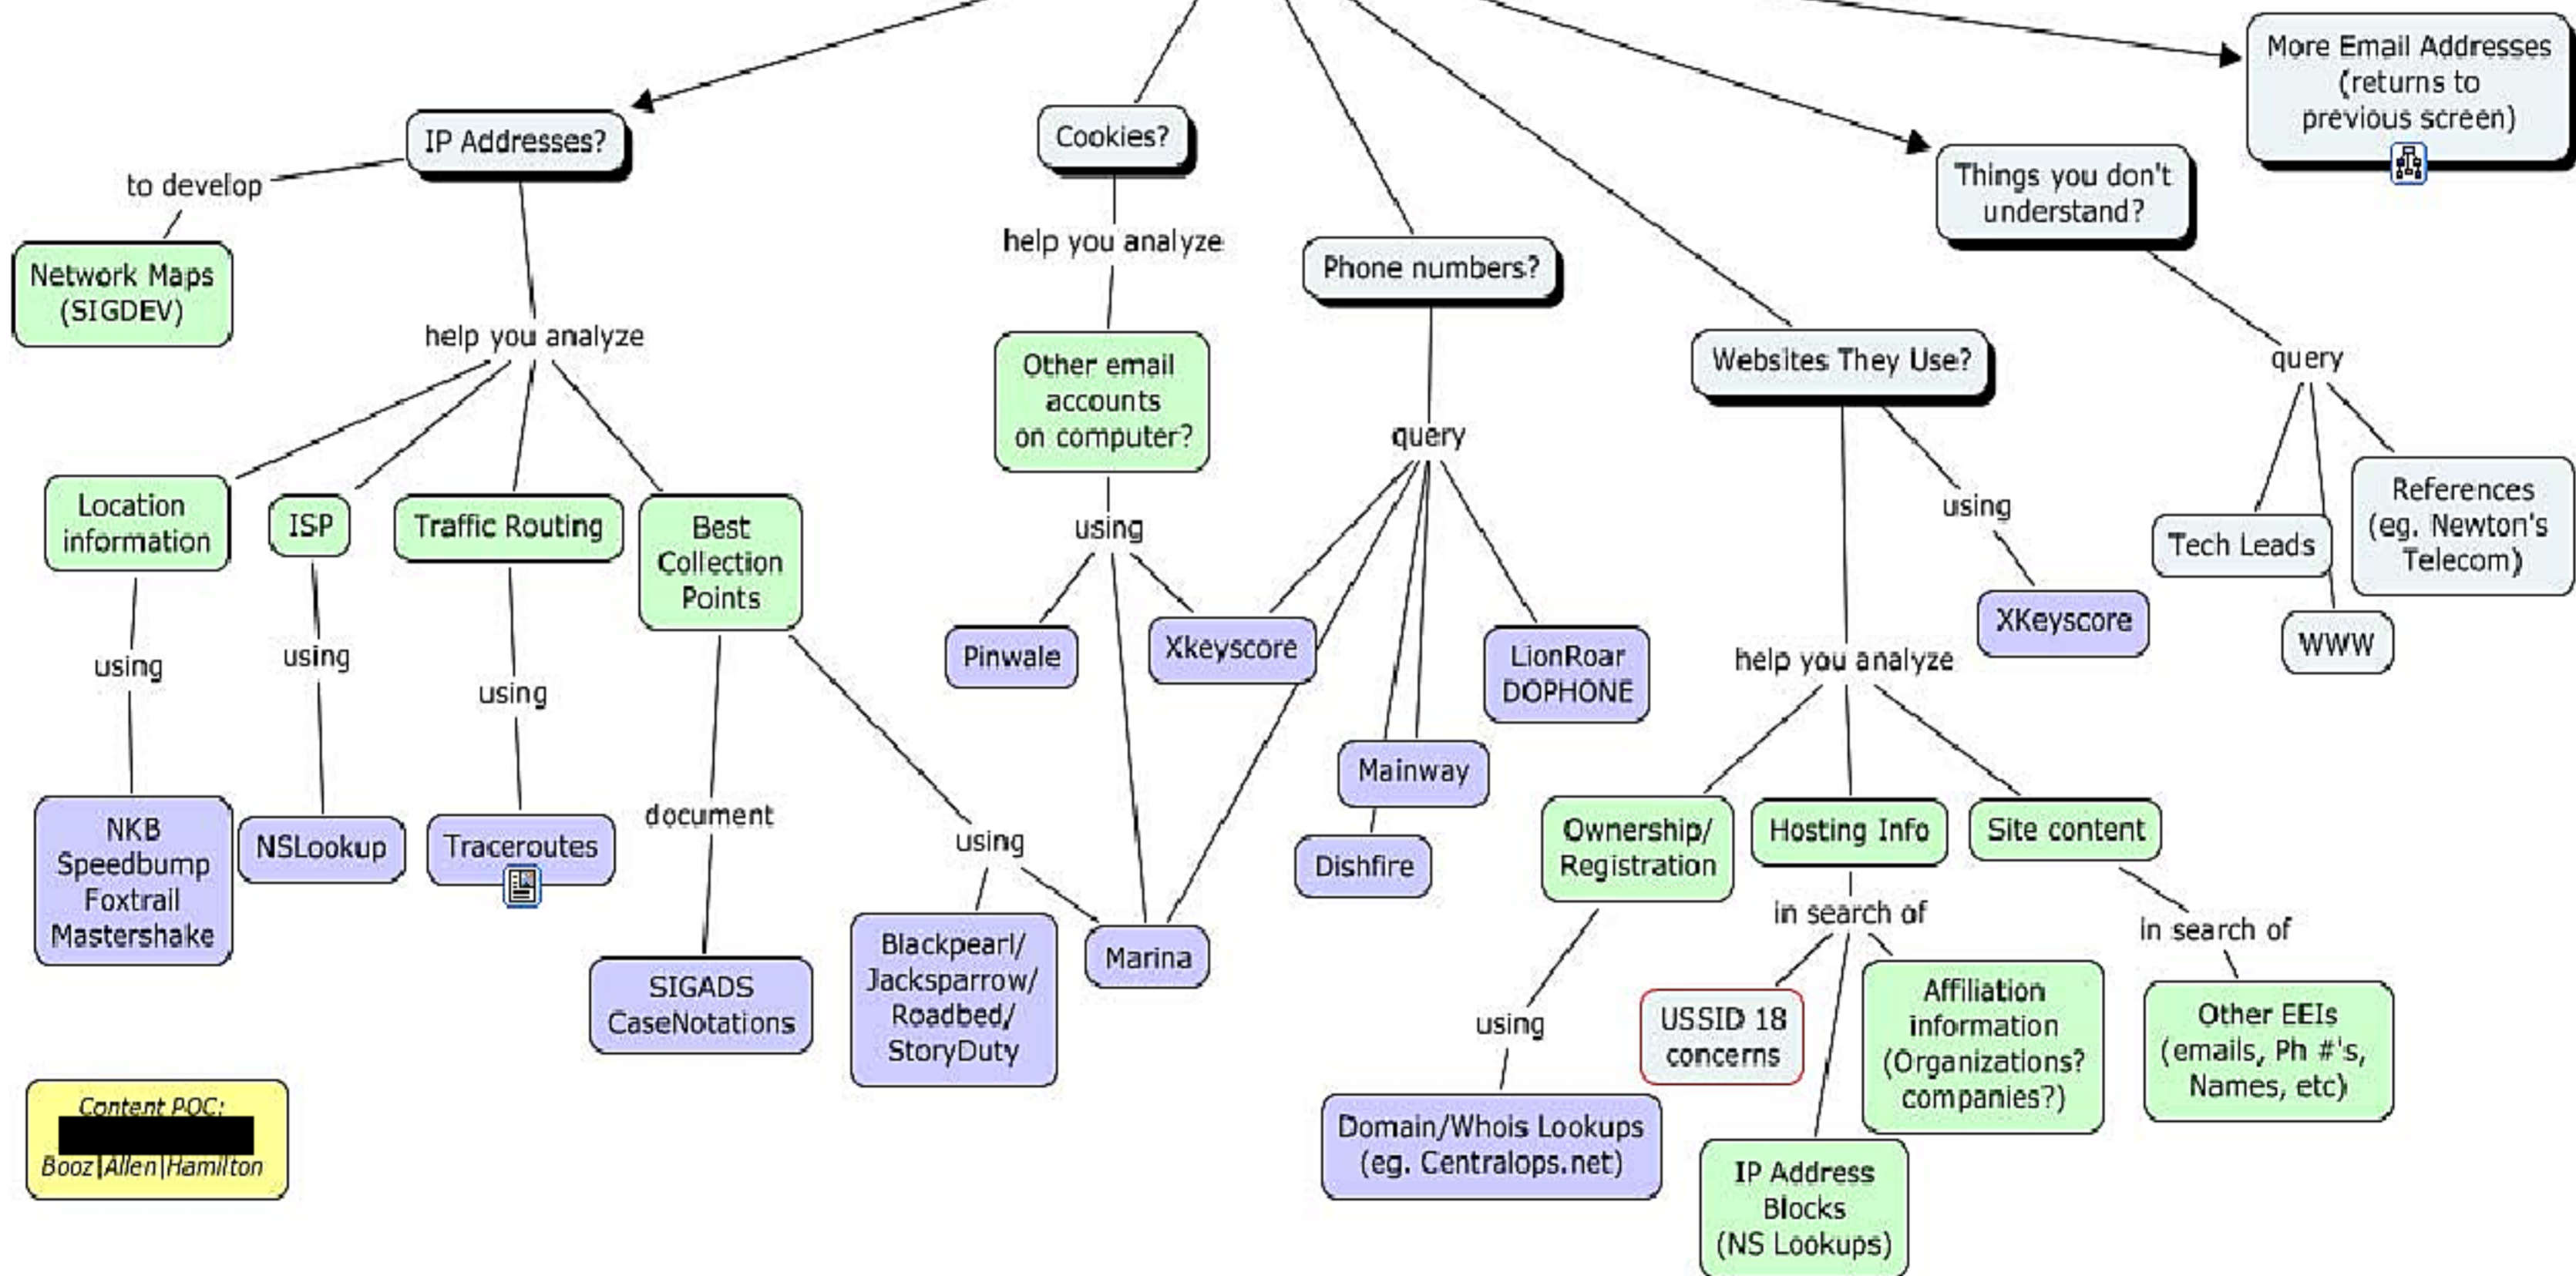 More Email Addresses
(returns to
previous screen)
IP Addresses?
Cookies?
Things you don't
understand?
to develop
help you analyze
Phone numbers?
Network Maps
(SIGDEV)
help you analyze
Other email
accounts
on computer?
Websites They Use?
query
query
Location
information
ISP
Traffic Routing
Best
Collection
Points
using
using
Tech Leads
References
(eg. Newton's
Telecom)
WWW
Pinwale
Xkeyscore
LionRoar
DOPHONE
XKeyscore
using
using
using
help you analyze
Mainway
Dishfire
document
using
NKB
Speedbump
Foxtrail
Mastershake
NSLookup
Traceroutes
Ownership/
Registration
Hosting Info
Site content
in search of
in search of
SIGADS
CaseNotations
Blackpearl/
Jacksparrow/
Roadbed/
StoryDuty
Marina
using
USSID 18
concerns
Affiliation
information
(Organizations?
companies?)
Other EEIs
(emails, Ph #'s,
Names, etc)
Content POC:
Booz|Allen|Hamilton
Domain/Whois Lookups
(eg. Centralops.net)
IP Address
Blocks
(NS Lookups)